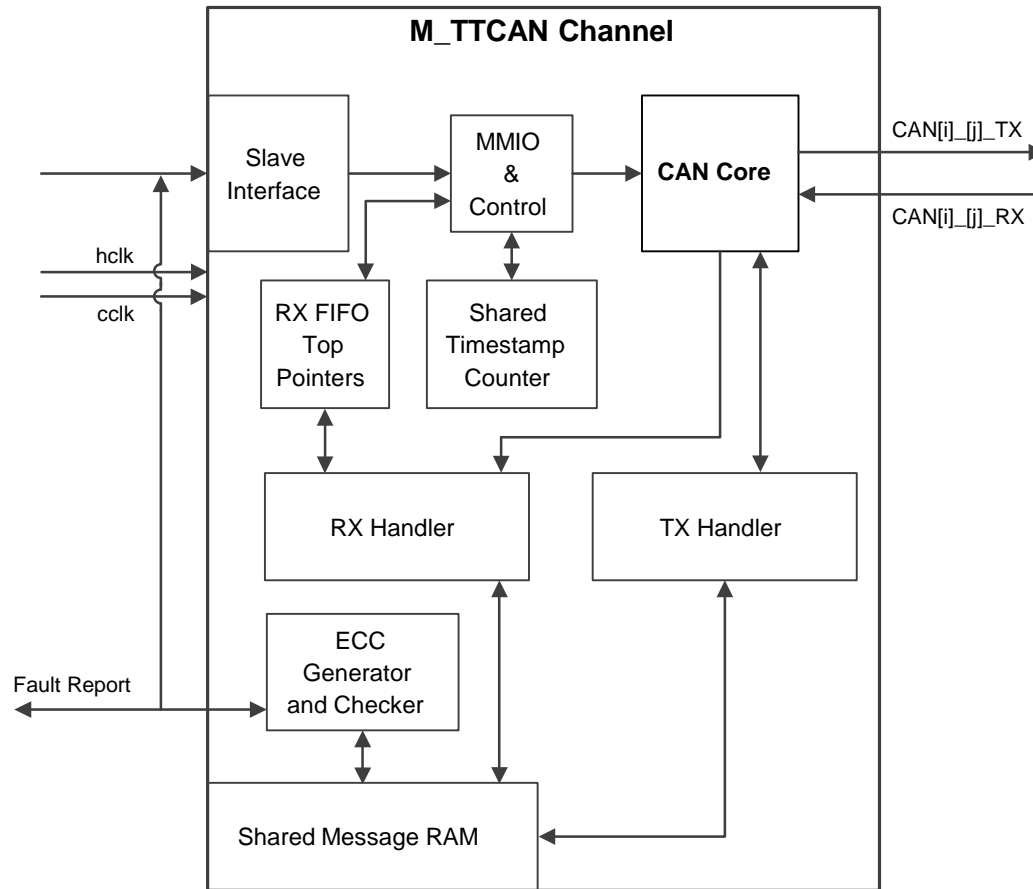 M_TTCAN Channel
Slave
Interface
MMIO
&
Control
CAN Core
CAN[i]_[j]_TX
CAN[i]_[j]_RX
hclk
cclk
RX FIFO
Top
Pointers
Shared
Timestamp
Counter
RX Handler
TX Handler
ECC
Generator
and Checker
Fault Report
Shared Message RAM